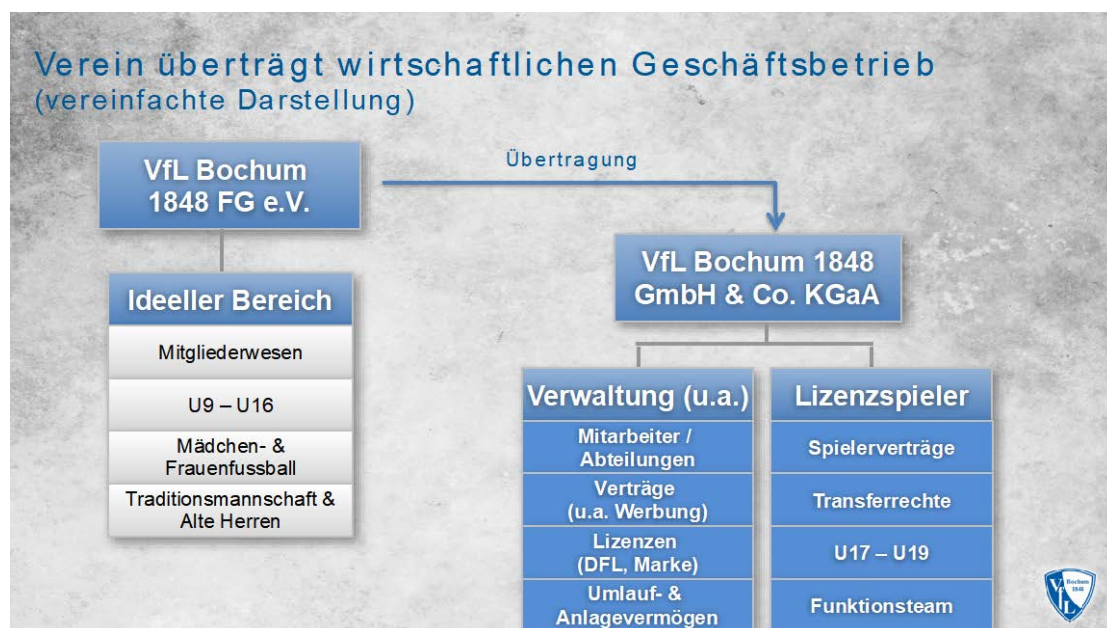 Verein überträgt wirtschaftlichen Geschäftsbetrieb
(vereinfachte Darstellung)
VfL Bochum
1848 FG e.V.
Übertragung
VfL Bochum 1848
GmbH & Co. KGaA
Ideeller Bereich
Mitgliederwesen
U9 – U16
Mädchen- &
Frauenfussball
Traditionsmannschaft &
Alte Herren
Verwaltung (u.a.)
Mitarbeiter /
Abteilungen
Verträge
(u.a. Werbung)
Lizenzen
(DFL, Marke)
Umlauf- &
Anlagevermögen
Lizenzspieler
Spielerverträge
Transferrechte
U17 – U19
Funktionsteam
VfL
Bochum
1848